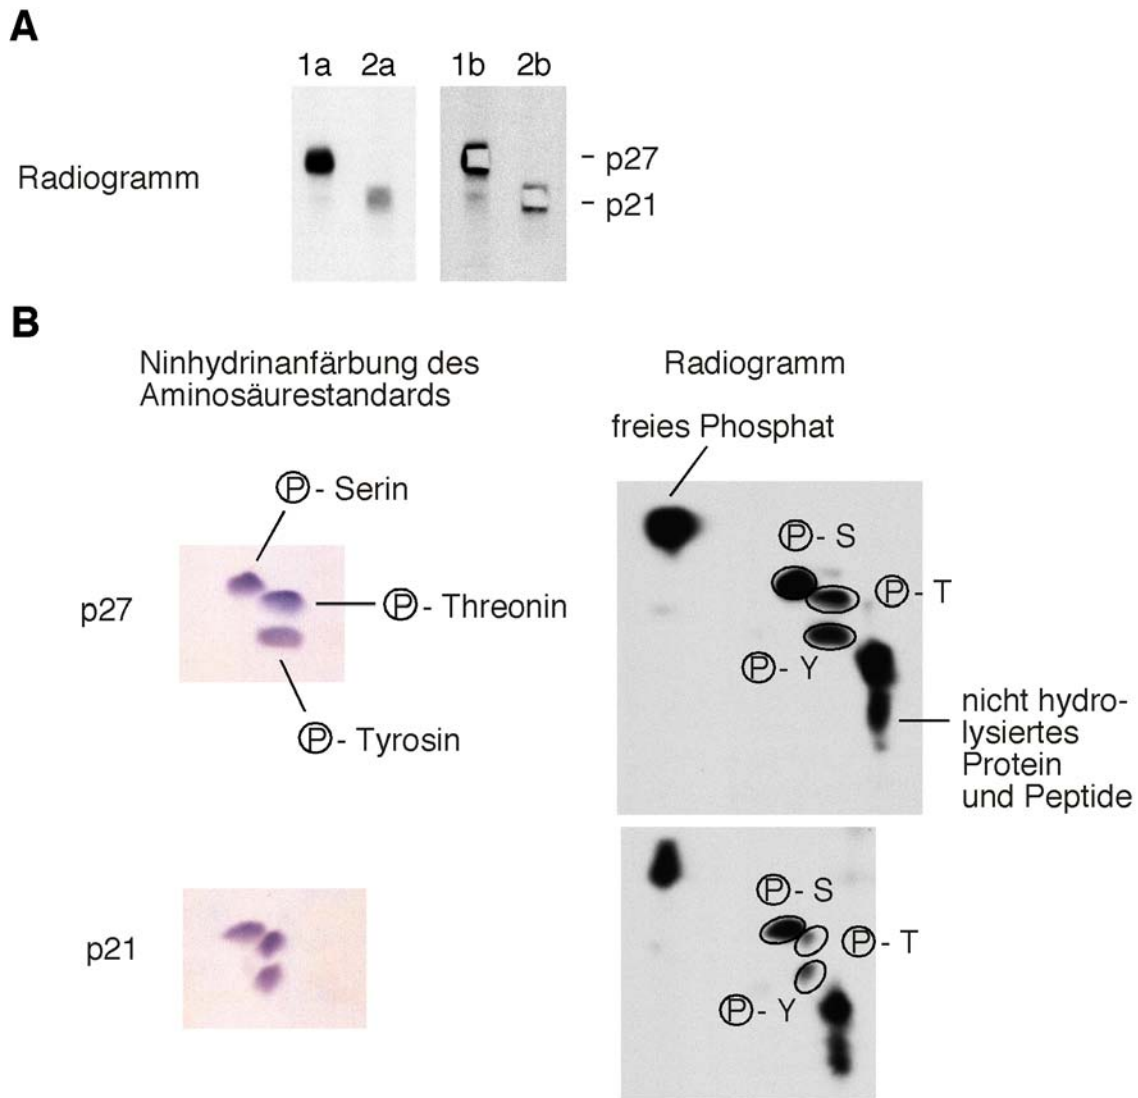 A
1a 2a 1b 2b
Radiogramm
- p27
- p21
B
Ninhydrinanfärbung des
Aminosäurestandards
Radiogramm
freies Phosphat
P - Serin
P - S
p27
P - Threonin
P - T
P - Y
P - Tyrosin
nicht hydro-
lysiertes
Protein
und Peptide
P - S
p21
P - T
P - Y